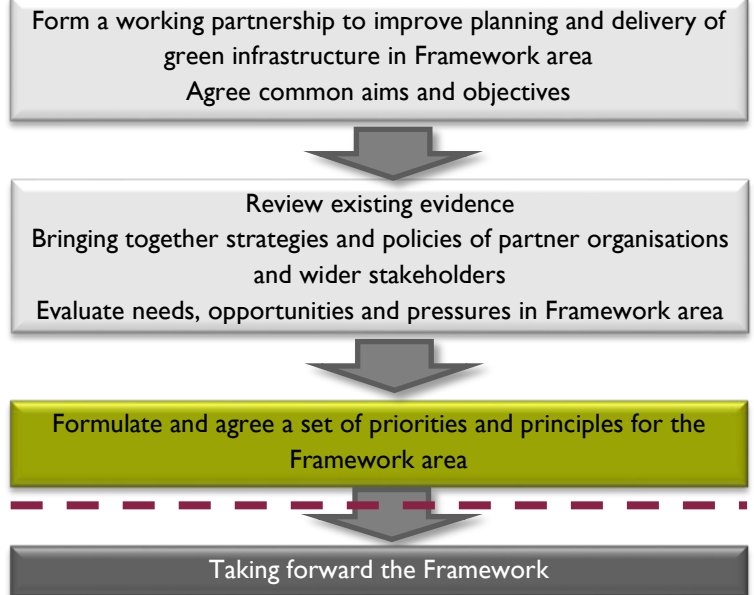 Form a working partnership to improve planning and delivery of
green infrastructure in Framework area
Agree common aims and objectives
Review existing evidence
Bringing together strategies and policies of partner organisations
and wider stakeholders
Evaluate needs, opportunities and pressures in Framework area
Formulate and agree a set of priorities and principles for the
Framework area
Taking forward the Framework